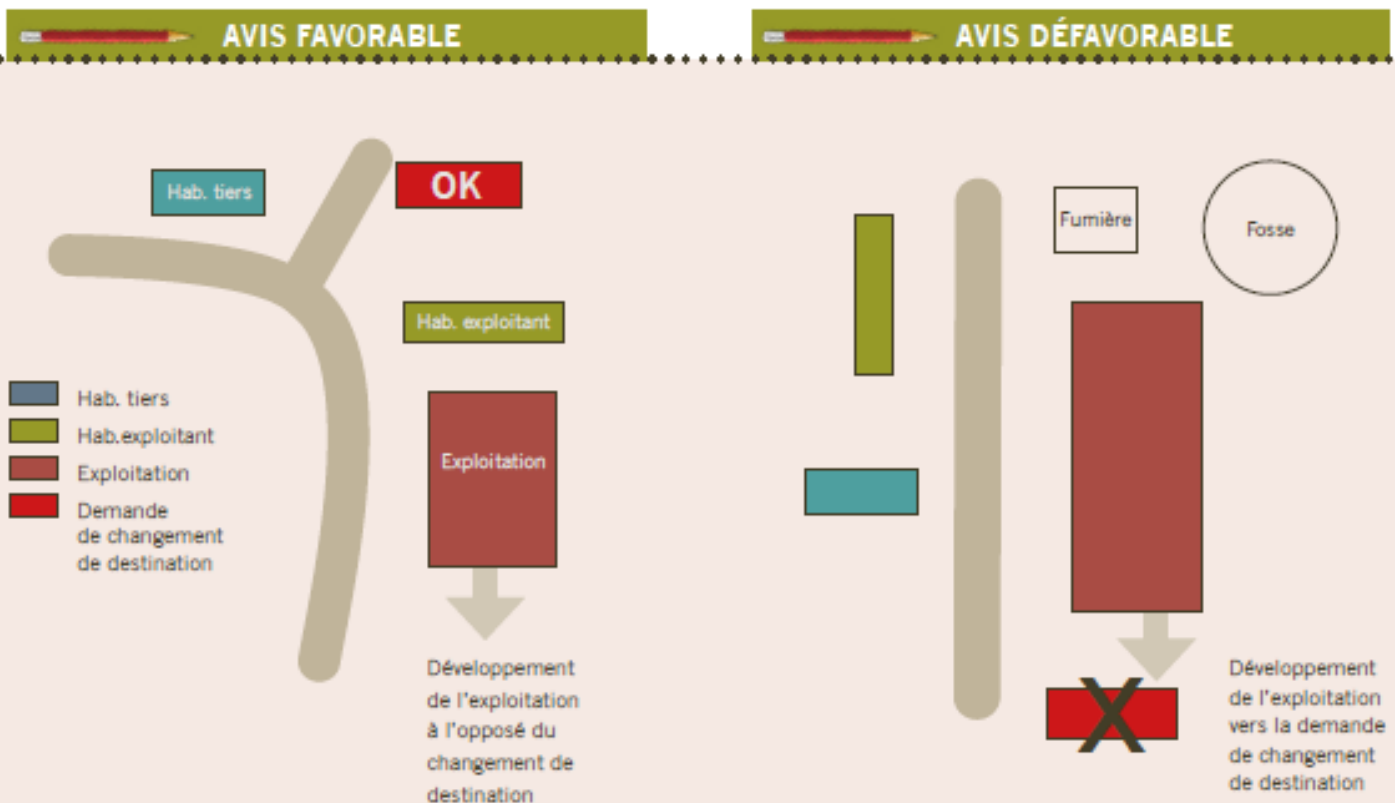 AVIS FAVORABLE
Hab. tiers
OK
Hab. exploitant
Exploitation
Hab. tiers
Hab.exploitant
Exploitation
Demande
de changement
de destination
Développement
de l'exploitation
à l'opposé du
changement de
destination
AVIS DÉFAVORABLE
Fumière
Fosse
X
Développement
de l'exploitation
vers la demande
de changement
de destination